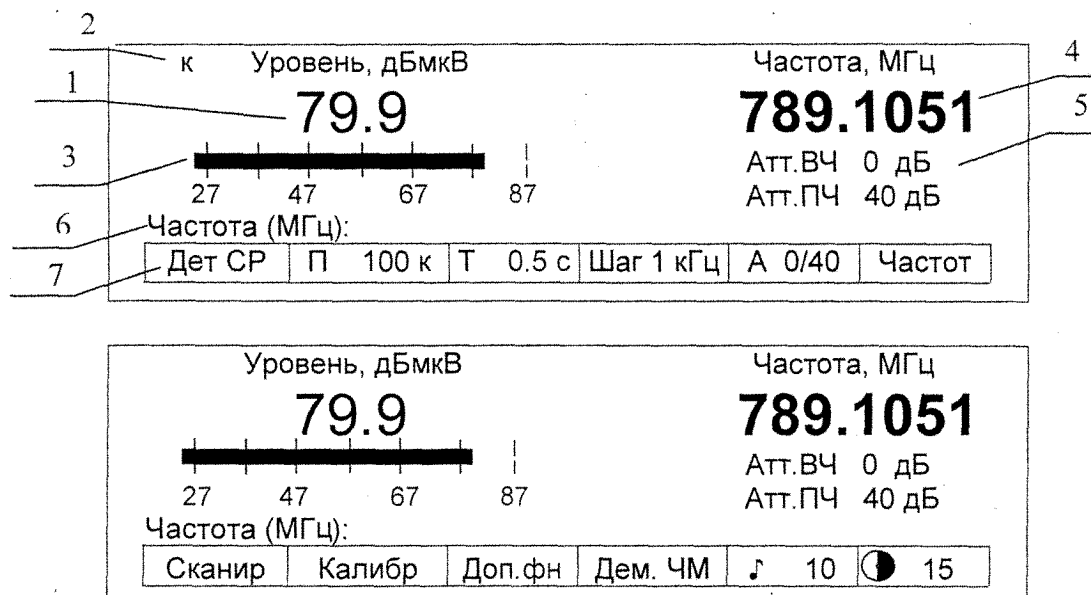 2
к Уровень, дБмкВ Частота, МГц 4
1 79.9 789.1051 5
3 Атт.ВЧ 0 дБ
27 47 67 87 Атт.ПЧ 40 дБ
6 Частота (МГц):
7 Дет СР П 100 к Т 0.5 с Шаг 1 кГц А 0/40 Частот
Уровень, дБмкВ Частота, МГц
79.9 789.1051
Атт.ВЧ 0 дБ
27 47 67 87 Атт.ПЧ 40 дБ
Частота (МГц):
Сканир Калибр Доп.фн Дем. ЧМ ♪ 10 ◑ 15